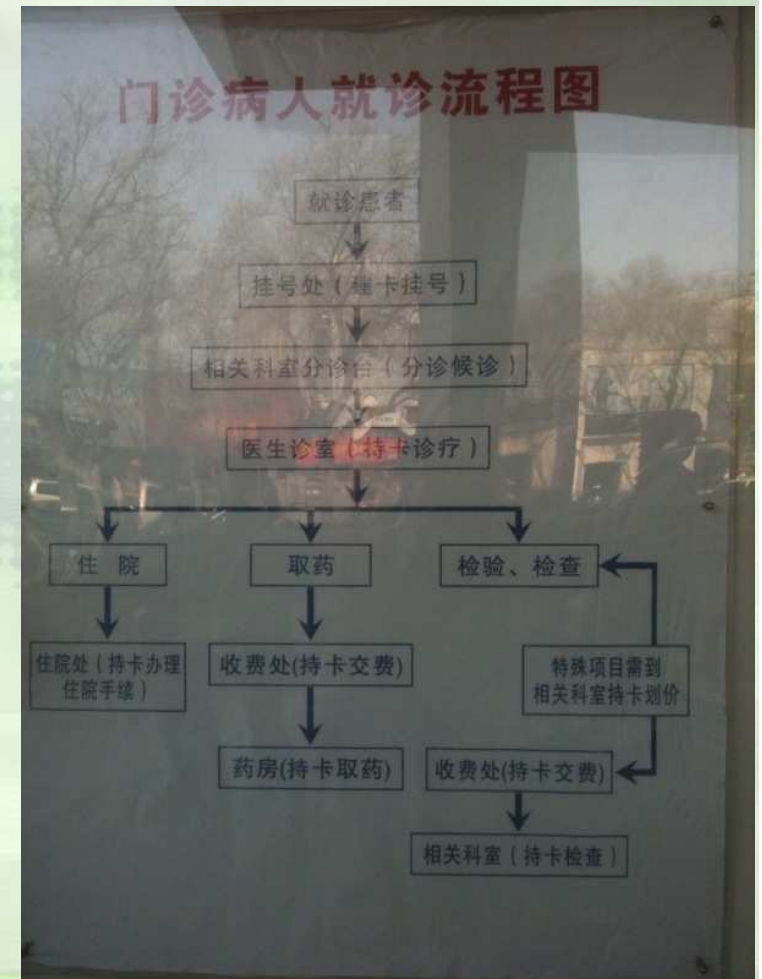 门诊病人就诊流程图
就诊患者
挂号处（建卡挂号）
相关科室分诊台（分诊候诊）
医生诊室（持卡诊疗）
住 院
取药
检验、检查
住院处（持卡办理
住院手续）
收费处(持卡交费)
特殊项目需到
相关科室持卡划价
药房(持卡取药)
收费处(持卡交费)
相关科室（持卡检查）